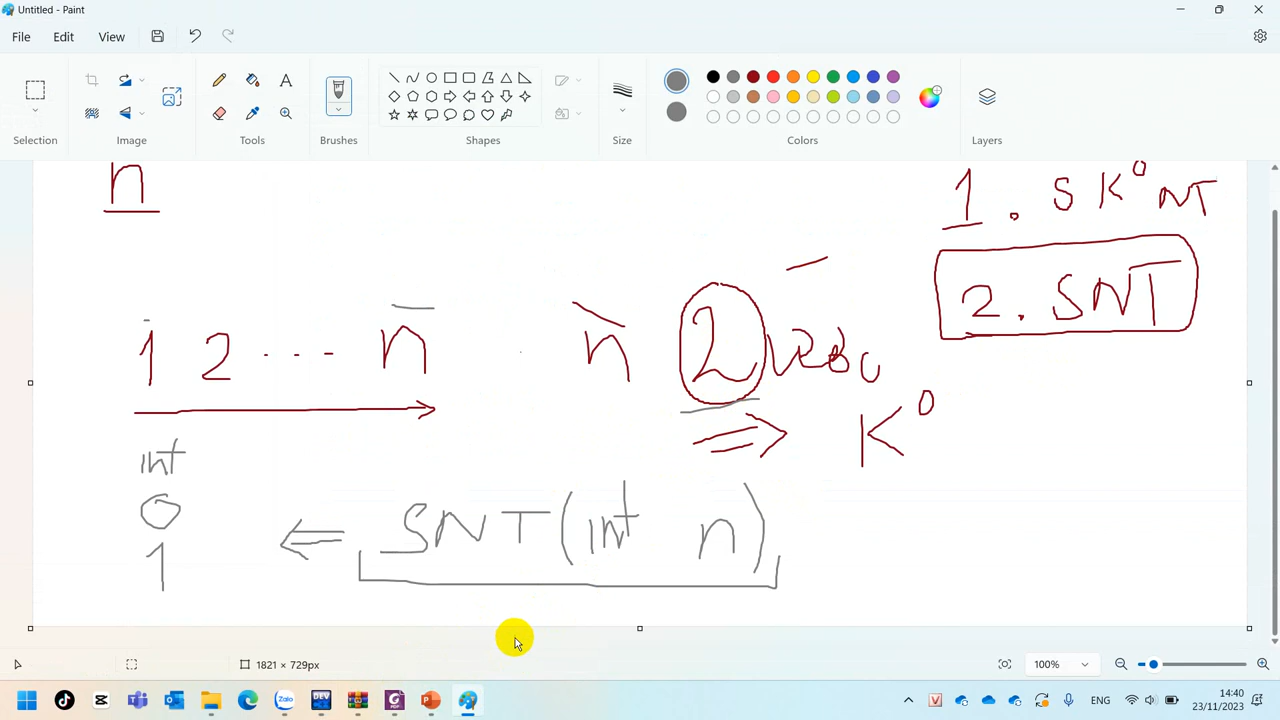 Untitled - Paint
File Edit View
Selection Image Tools Brushes Shapes Size Colors Layers
n
1. SK⁰NT
2. SNT
1 2 ... n n 2
⇒ K⁰
int
0 ⇐ SNT(int n)
1
1821 × 729px 100%
ENG 14:40
23/11/2023